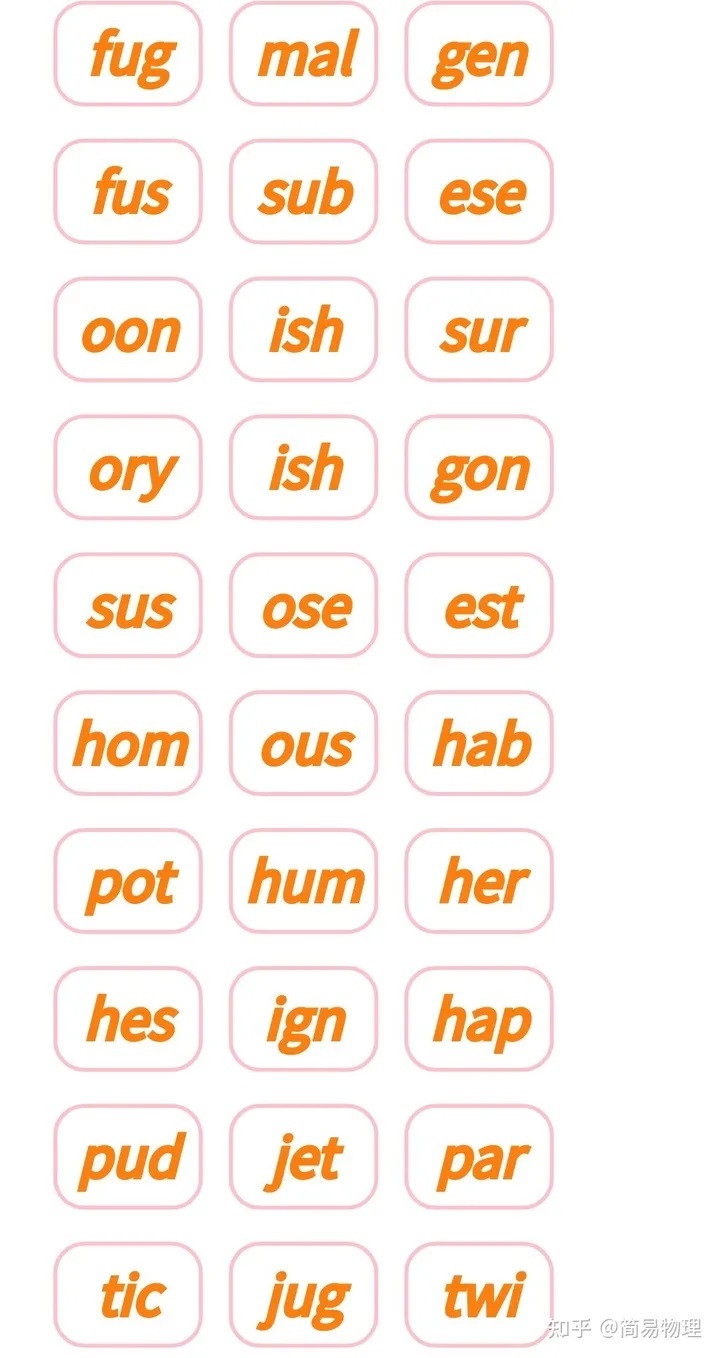 fug mal gen
fus sub ese
oon ish sur
ory ish gon
sus ose est
hom ous hab
pot hum her
hes ign hap
pud jet par
tic jug twi
知乎 @简易物理